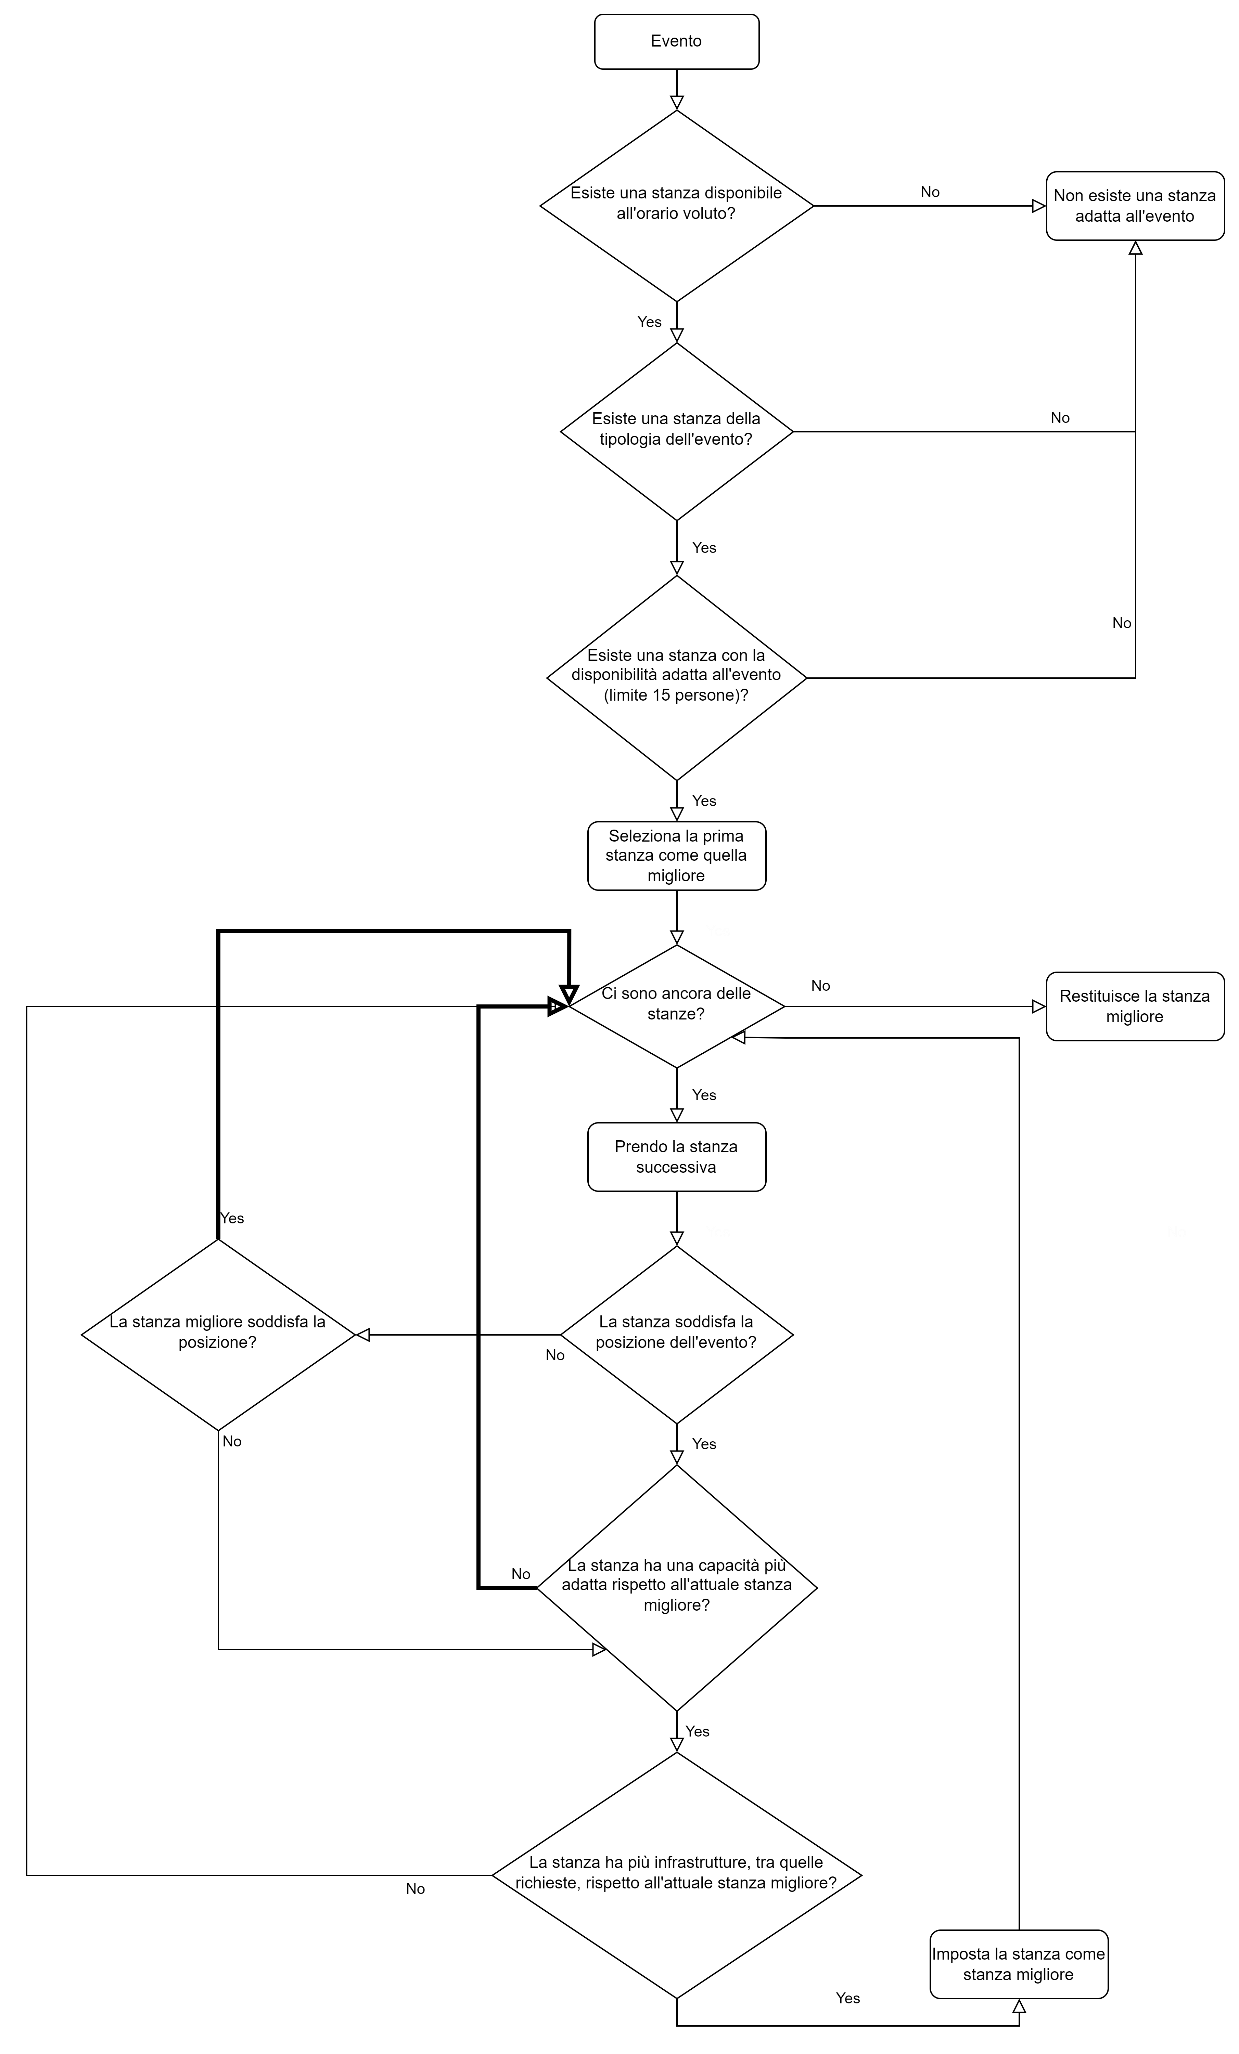 Evento
Esiste una stanza disponibile
all'orario voluto?
No
Non esiste una stanza
adatta all'evento
Yes
Esiste una stanza della
tipologia dell'evento?
No
Yes
Esiste una stanza con la
disponibilità adatta all'evento
(limite 15 persone)?
No
Yes
Seleziona la prima
stanza come quella
migliore
Ci sono ancora delle
stanze?
No
Restituisce la stanza
migliore
Yes
Prendo la stanza
successiva
Yes
La stanza migliore soddisfa la
posizione?
La stanza soddisfa la
posizione dell'evento?
No
No
Yes
La stanza ha una capacità più
adatta rispetto all'attuale stanza
migliore?
No
Yes
La stanza ha più infrastrutture, tra quelle
richieste, rispetto all'attuale stanza migliore?
No
Imposta la stanza come
stanza migliore
Yes